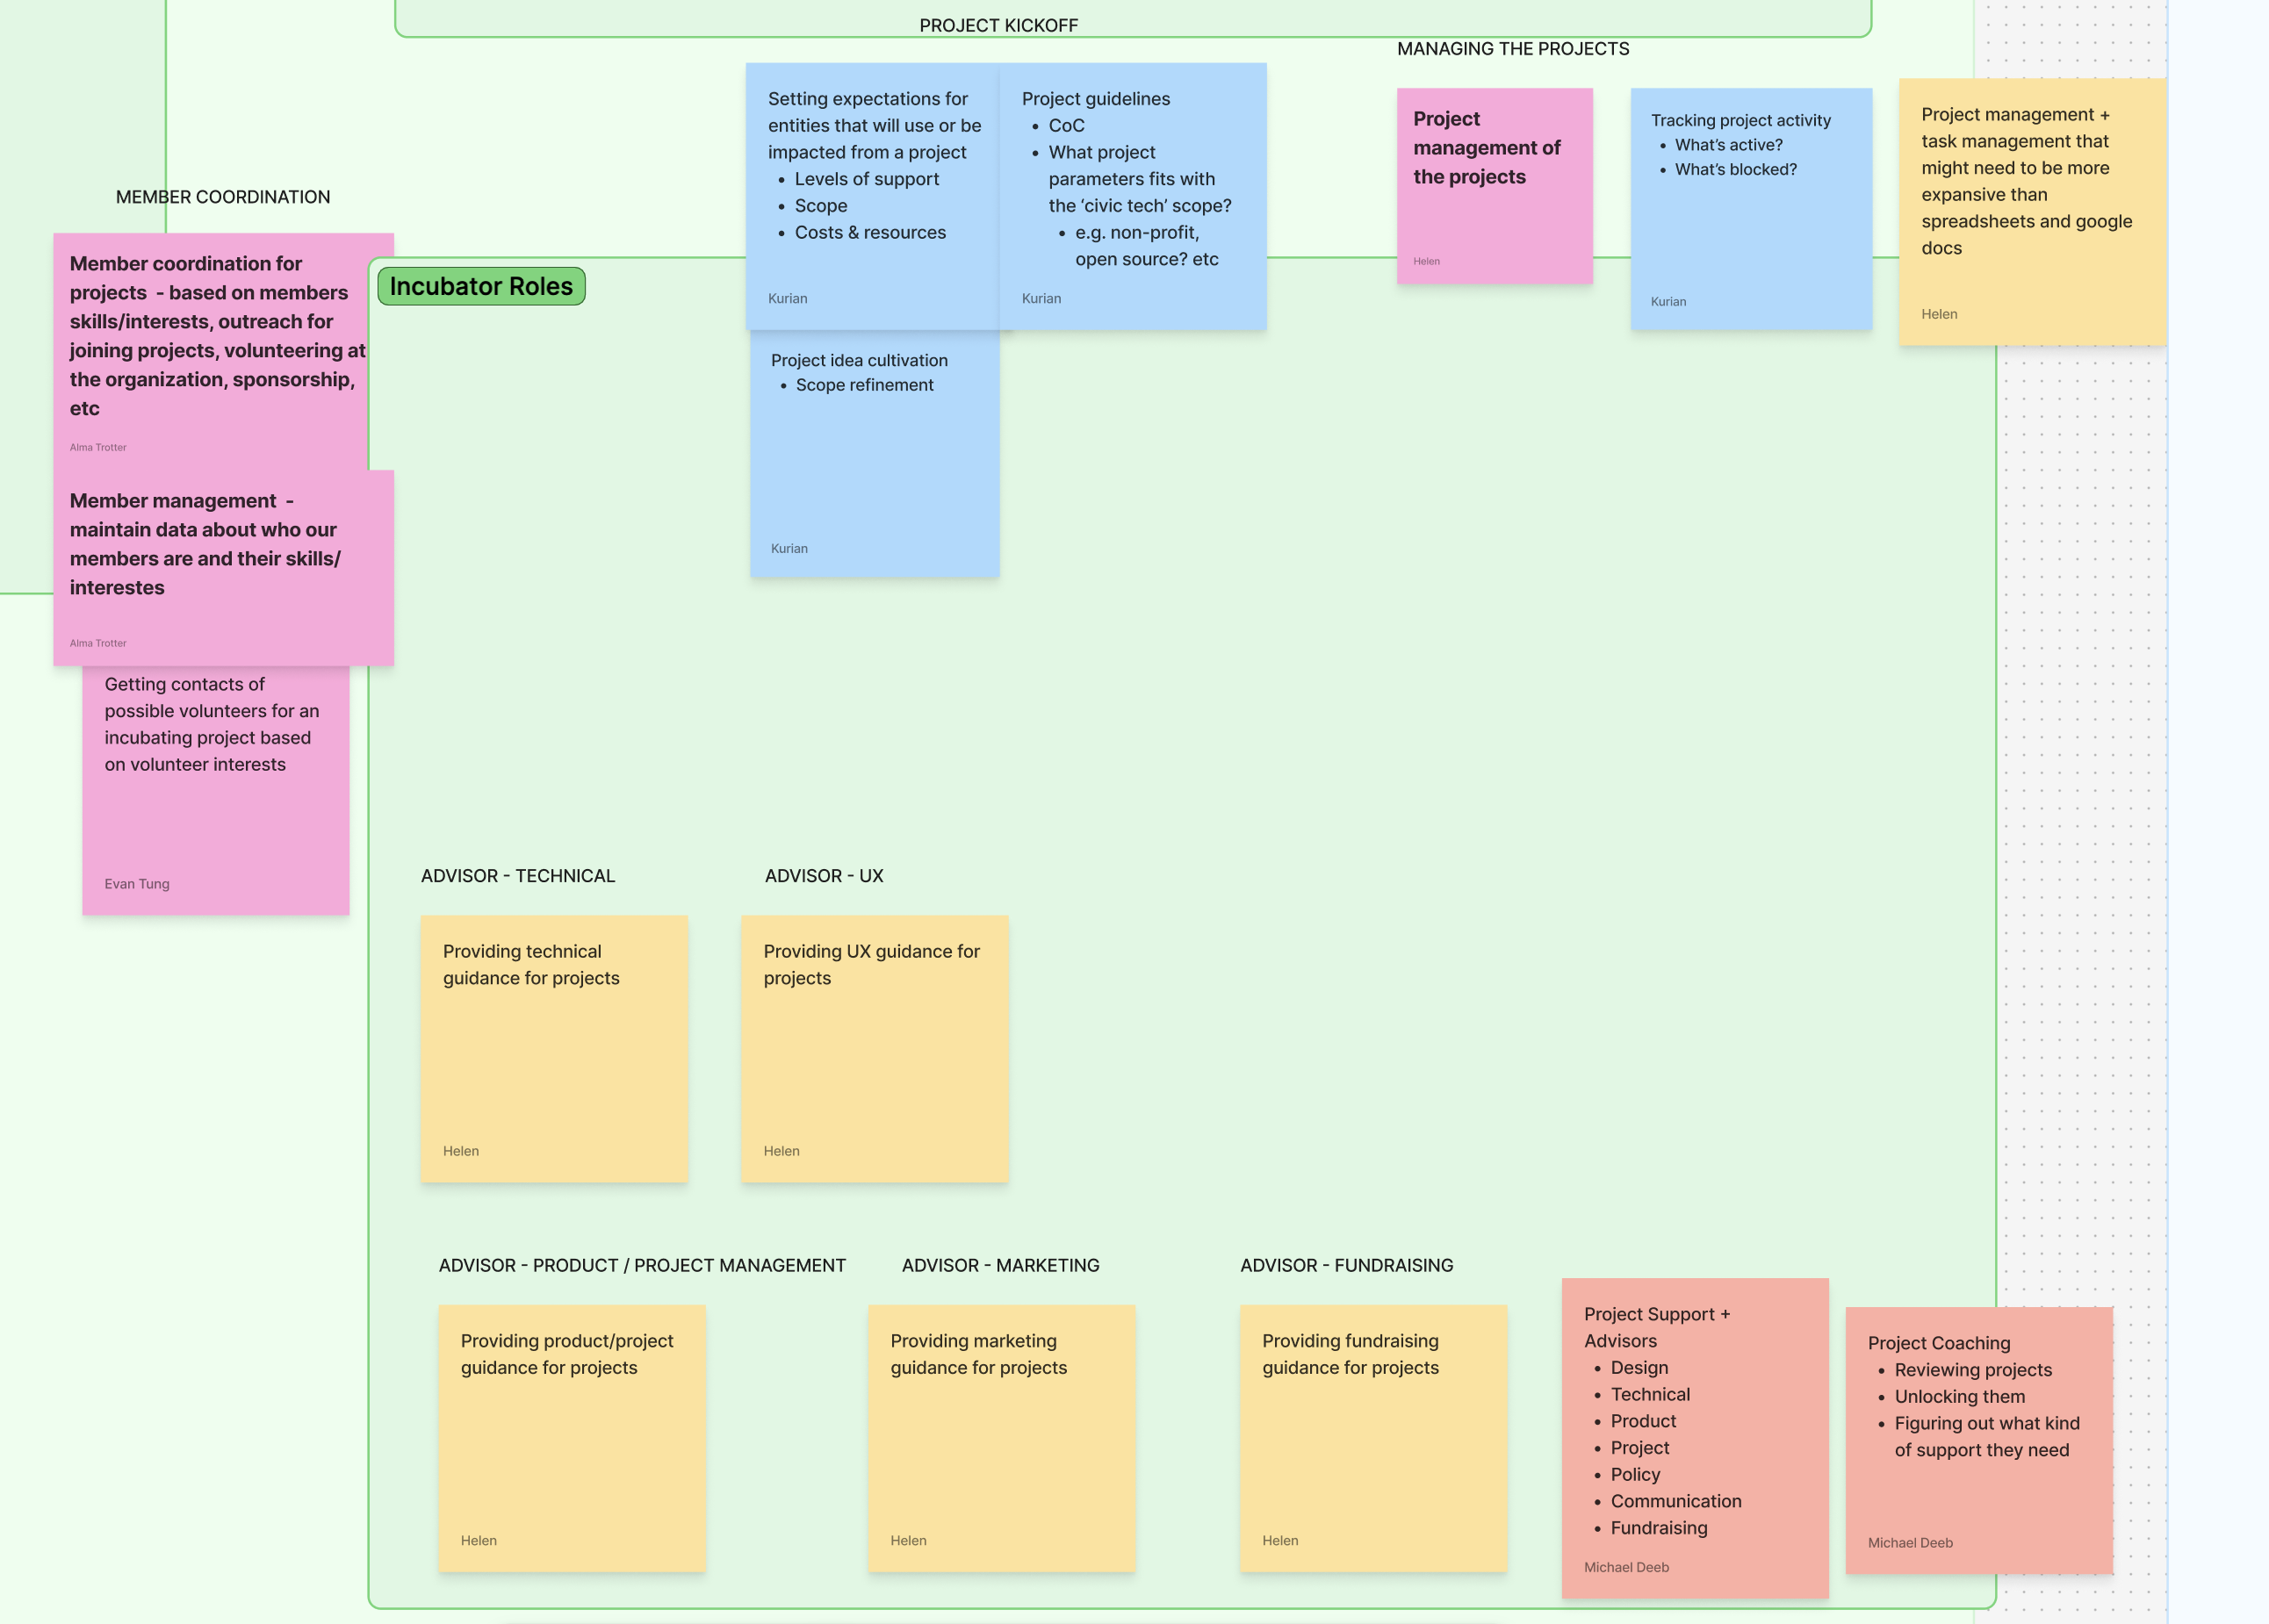 PROJECT KICKOFF
MANAGING THE PROJECTS
Setting expectations for
entities that will use or be
impacted from a project
• Levels of support
• Scope
• Costs & resources
Kurian
Project guidelines
• CoC
• What project
parameters fits with
the ‘civic tech’ scope?
• e.g. non-profit,
open source? etc
Kurian
Project
management of
the projects
Helen
Tracking project activity
• What’s active?
• What’s blocked?
Kurian
Project management +
task management that
might need to be more
expansive than
spreadsheets and google
docs
Helen
MEMBER COORDINATION
Member coordination for
projects - based on members
skills/interests, outreach for
joining projects, volunteering at
the organization, sponsorship,
etc
Alma Trotter
Member management -
maintain data about who our
members are and their skills/
interestes
Alma Trotter
Getting contacts of
possible volunteers for an
incubating project based
on volunteer interests
Evan Tung
Incubator Roles
Project idea cultivation
• Scope refinement
Kurian
ADVISOR - TECHNICAL
Providing technical
guidance for projects
Helen
ADVISOR - UX
Providing UX guidance for
projects
Helen
ADVISOR - PRODUCT / PROJECT MANAGEMENT
Providing product/project
guidance for projects
Helen
ADVISOR - MARKETING
Providing marketing
guidance for projects
Helen
ADVISOR - FUNDRAISING
Providing fundraising
guidance for projects
Helen
Project Support +
Advisors
• Design
• Technical
• Product
• Project
• Policy
• Communication
• Fundraising
Michael Deeb
Project Coaching
• Reviewing projects
• Unlocking them
• Figuring out what kind
of support they need
Michael Deeb